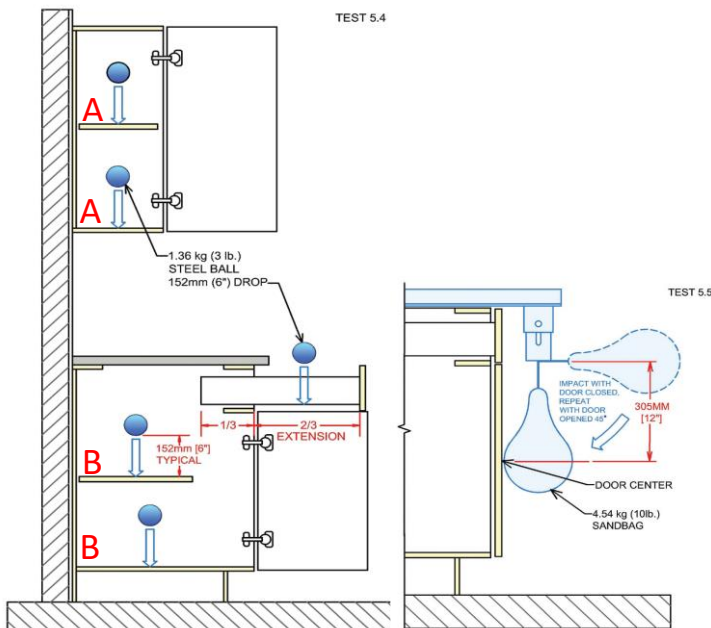 TEST 5.4
A
A
1.36 kg (3 lb.)
STEEL BALL
152mm (6") DROP
1/3
2/3
EXTENSION
B
152mm [6"]
TYPICAL
B
TEST 5.5
IMPACT WITH
DOOR CLOSED,
REPEAT
WITH DOOR
OPENED 45°
305MM
[12"]
DOOR CENTER
4.54 kg (10lb.)
SANDBAG